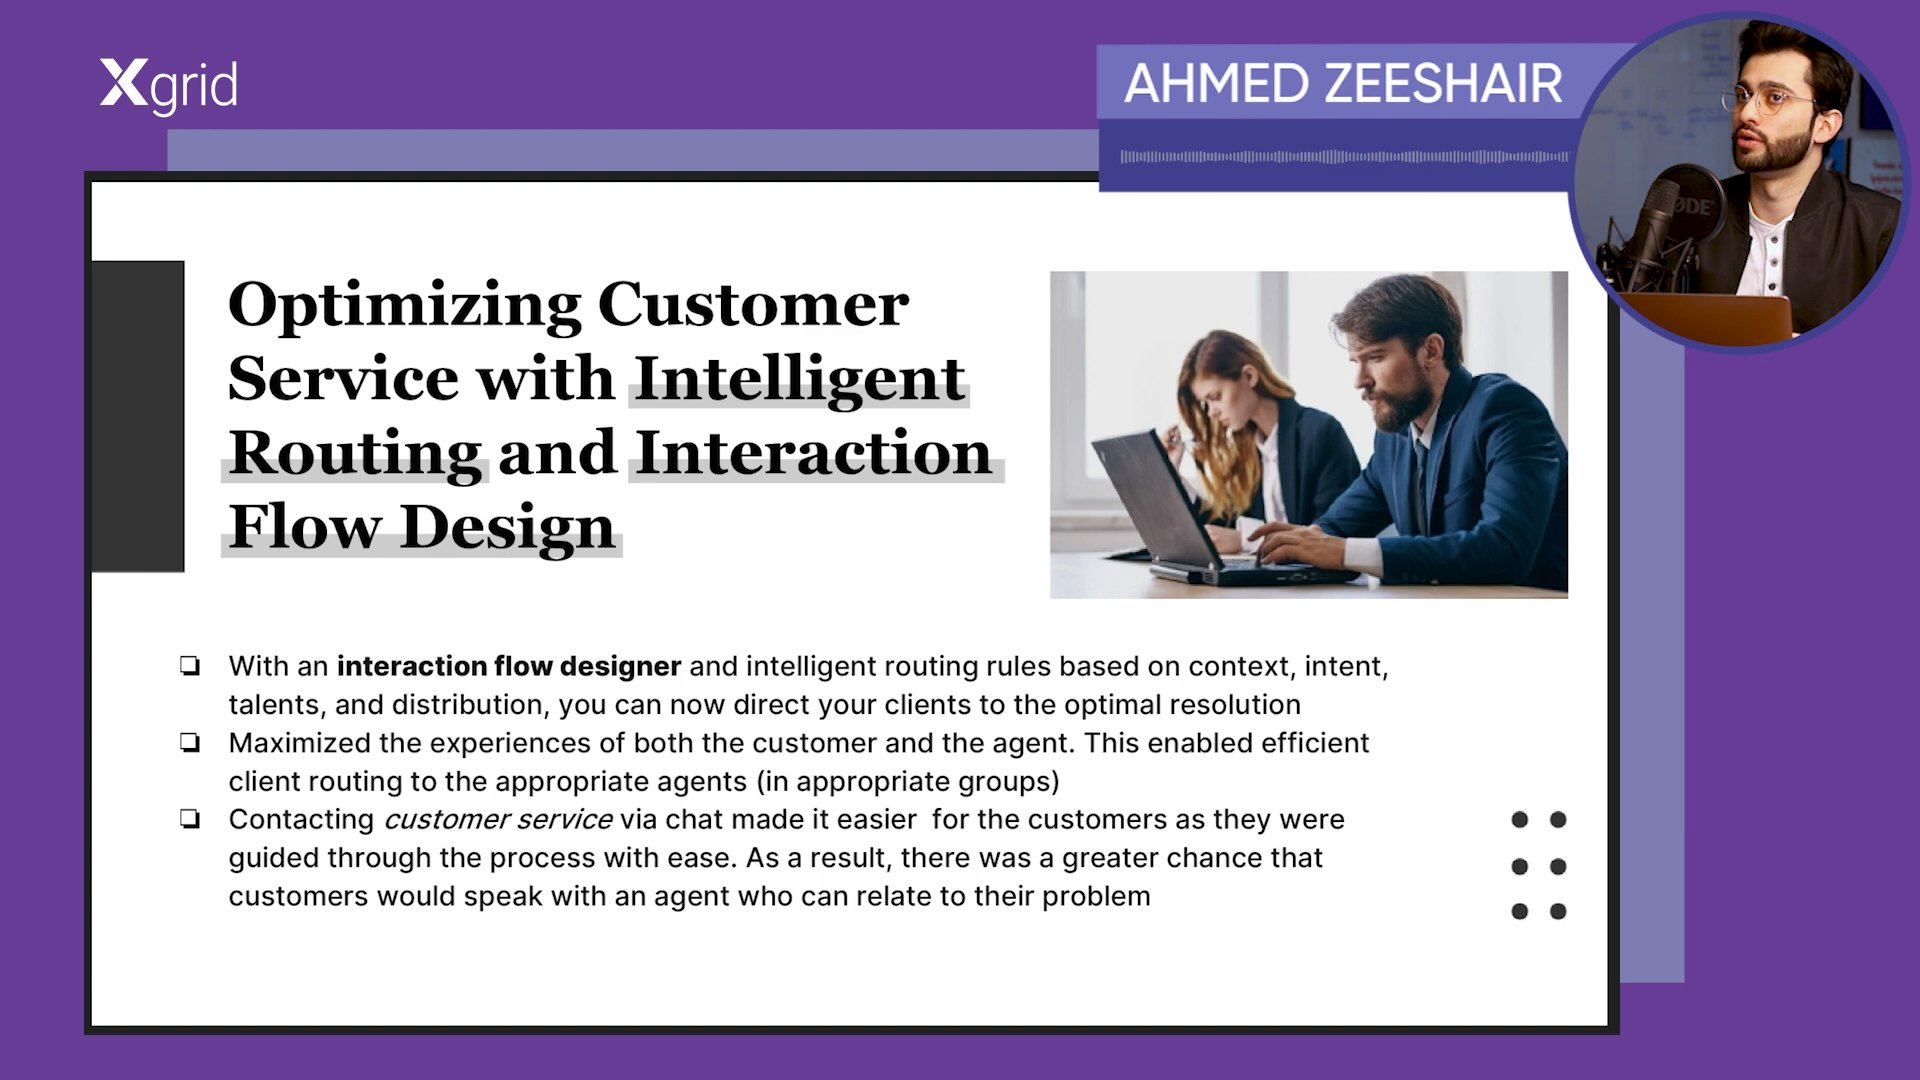 Xgrid
AHMED ZEESHAIR
Optimizing Customer
Service with Intelligent
Routing and Interaction
Flow Design
❏ With an interaction flow designer and intelligent routing rules based on context, intent,
talents, and distribution, you can now direct your clients to the optimal resolution
❏ Maximized the experiences of both the customer and the agent. This enabled efficient
client routing to the appropriate agents (in appropriate groups)
❏ Contacting customer service via chat made it easier  for the customers as they were
guided through the process with ease. As a result, there was a greater chance that
customers would speak with an agent who can relate to their problem